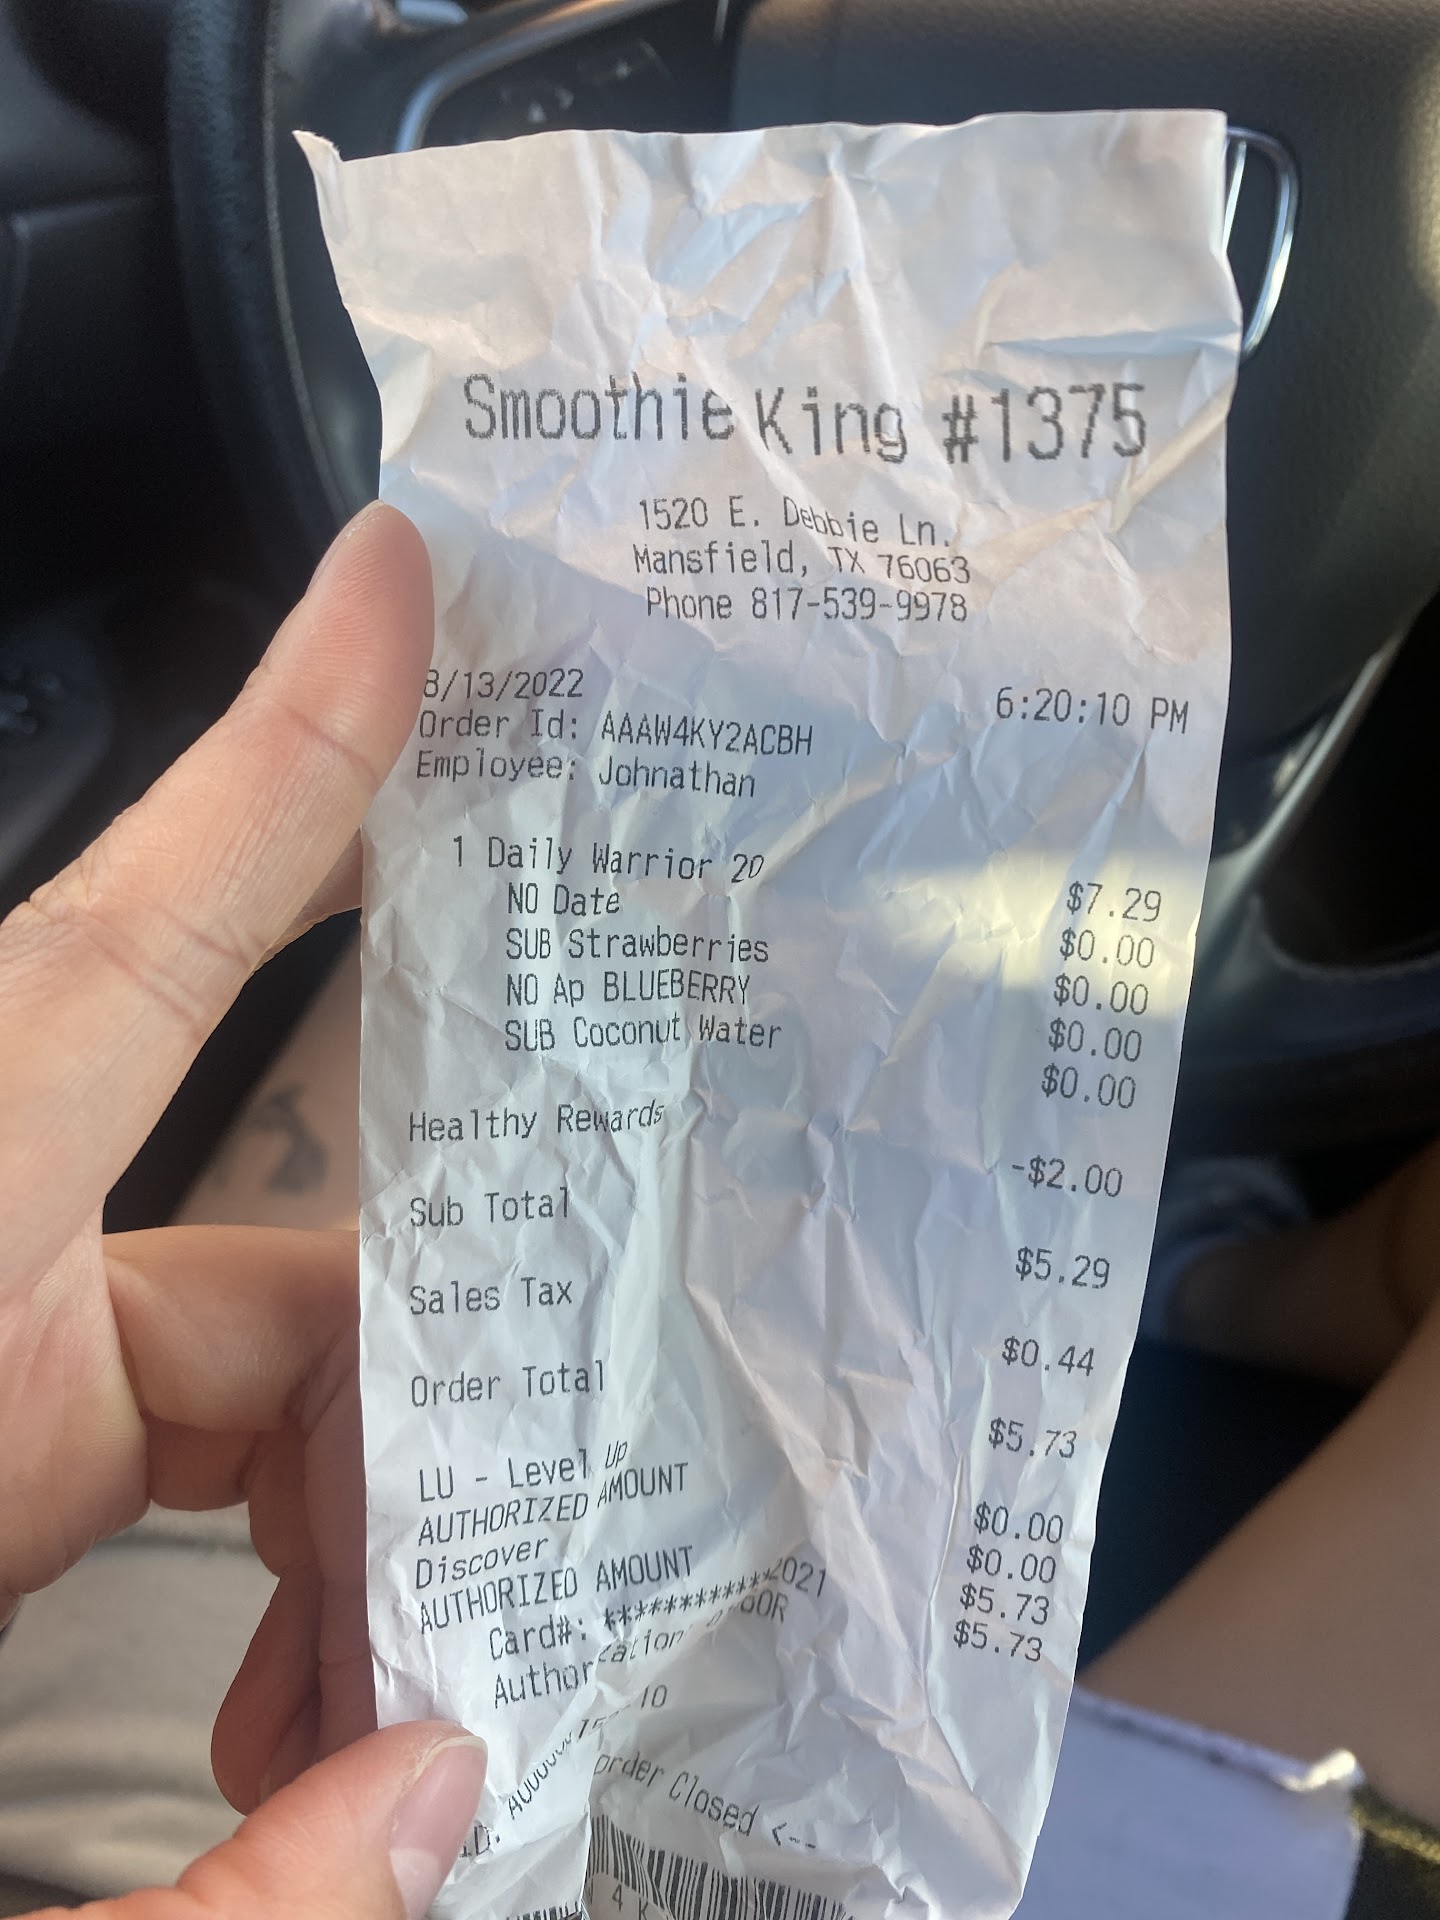 Smoothie King #1375
1520 E. Debbie Ln.
Mansfield, TX 76063
Phone 817-539-9978
8/13/2022 6:20:10 PM
Order Id: AAAW4KY2ACBH
Employee: Johnathan
1 Daily Warrior 20 $7.29
NO Date $0.00
SUB Strawberries $0.00
NO Ap BLUEBERRY $0.00
SUB Coconut Water $0.00
Healthy Rewards -$2.00
Sub Total $5.29
Sales Tax $0.44
Order Total $5.73
LU - Level Up $0.00
AUTHORIZED AMOUNT $0.00
Discover $5.73
AUTHORIZED AMOUNT $5.73
Card#: ************2021
Order Closed <--